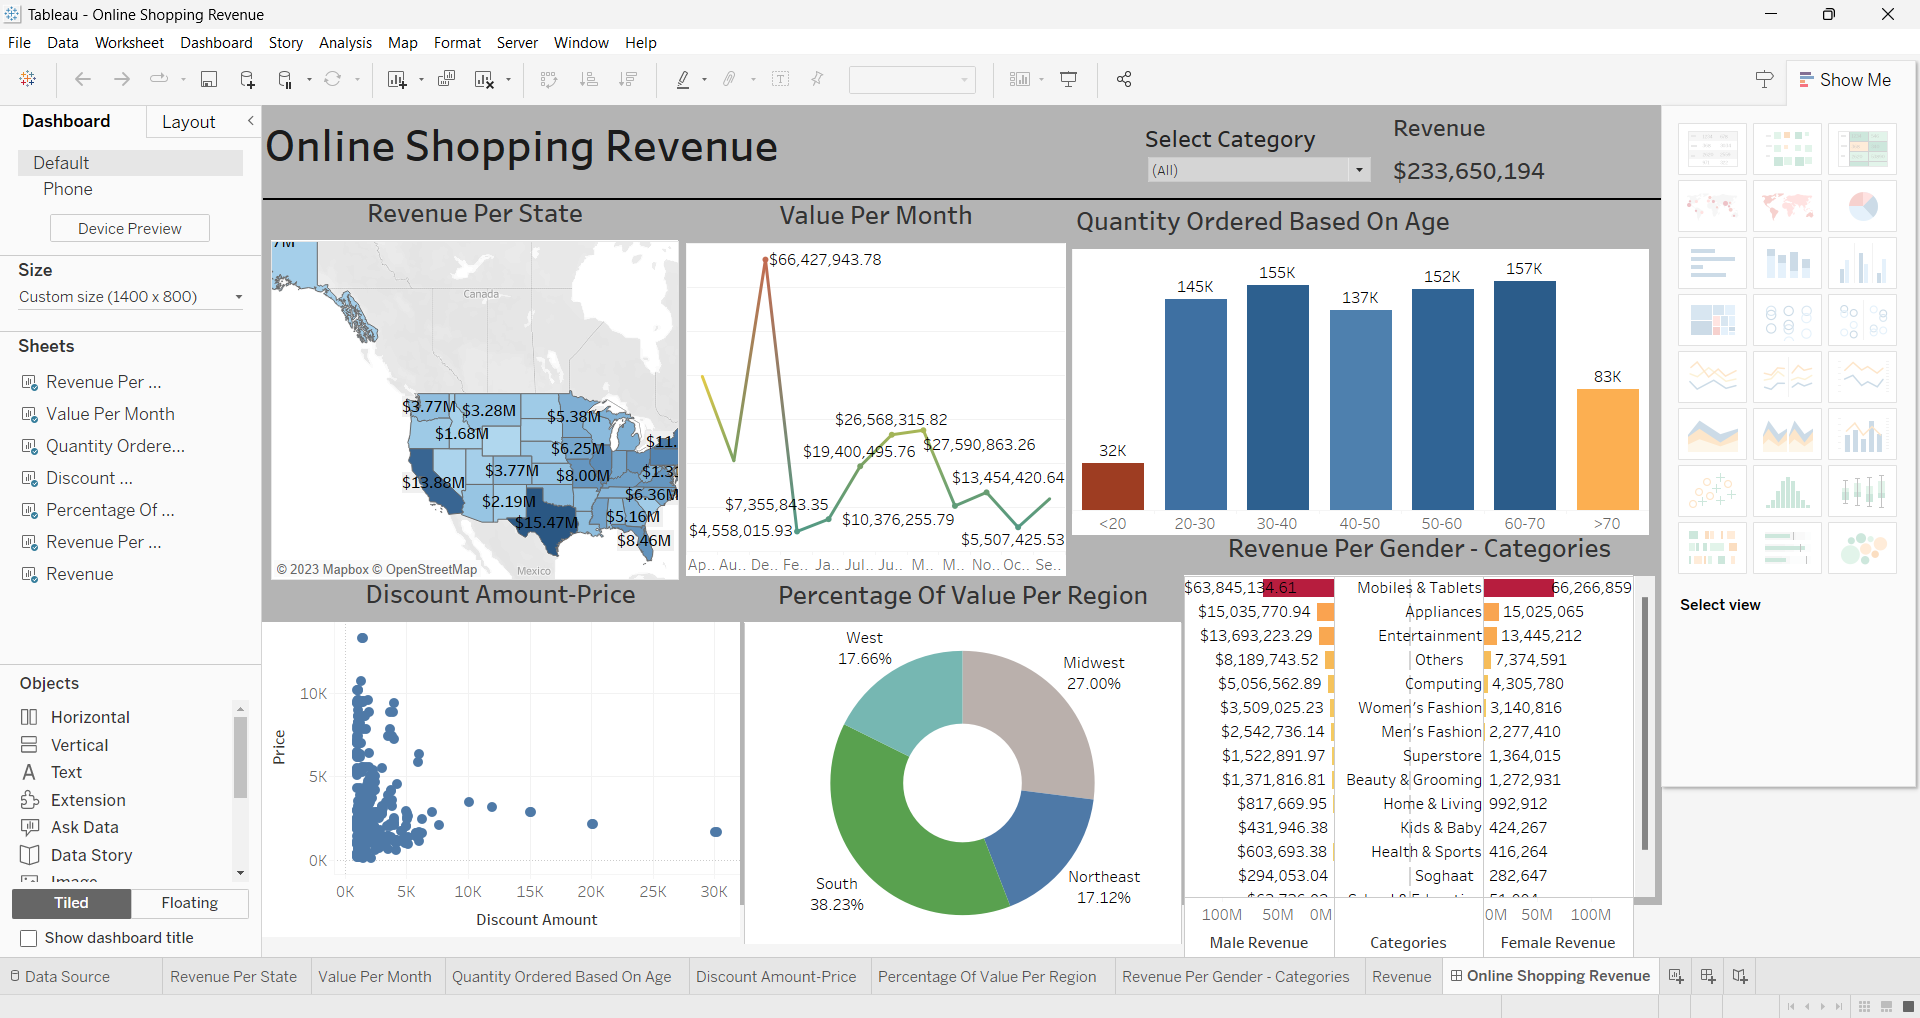 Tableau - Online Shopping Revenue
File Data Worksheet Dashboard Story Analysis Map Format Server Window Help
Show Me
Dashboard
Layout
Default
Phone
Device Preview
Size
Custom size (1400 x 800)
Sheets
Revenue Per ...
Value Per Month
Quantity Ordere...
Discount ...
Percentage Of ...
Revenue Per ...
Revenue
Objects
Horizontal
Vertical
Text
Extension
Ask Data
Data Story
Image
Tiled Floating
Show dashboard title
Online Shopping Revenue
Select Category
(All)
Revenue
$233,650,194
Revenue Per State
7M
Canada
$3.77M
$3.28M
$5.38M
$1.68M
$11.
$6.25M
$3.77M
$8.00M
$13.88M
$2.19M
$6.36M
$15.47M
$5.16M
$8.46M
© 2023 Mapbox © OpenStreetMap
Mexico
Value Per Month
$66,427,943.78
$26,568,315.82
$19,400,495.76
$27,590,863.26
$13,454,420.64
$7,355,843.35
$10,376,255.79
$4,558,015.93
$5,507,425.53
Ap.. Au.. De.. Fe.. Ja.. Jul.. Ju.. M.. M.. No.. Oc.. Se..
Quantity Ordered Based On Age
32K
145K
155K
137K
152K
157K
83K
<20 20-30 30-40 40-50 50-60 60-70 >70
Discount Amount-Price
Price
10K
5K
0K
0K 5K 10K 15K 20K 25K 30K
Discount Amount
Percentage Of Value Per Region
West
17.66%
Midwest
27.00%
South
38.23%
Northeast
17.12%
Revenue Per Gender - Categories
$63,845,134.61 Mobiles & Tablets 66,266,859
$15,035,770.94 Appliances 15,025,065
$13,693,223.29 Entertainment 13,445,212
$8,189,743.52 Others 7,374,591
$5,056,562.89 Computing 4,305,780
$3,509,025.23 Women's Fashion 3,140,816
$2,542,736.14 Men's Fashion 2,277,410
$1,522,891.97 Superstore 1,364,015
$1,371,816.81 Beauty & Grooming 1,272,931
$817,669.95 Home & Living 992,912
$431,946.38 Kids & Baby 424,267
$603,693.38 Health & Sports 416,264
$294,053.04 Soghaat 282,647
100M 50M 0M 0M 50M 100M
Male Revenue Categories Female Revenue
Select view
Data Source Revenue Per State Value Per Month Quantity Ordered Based On Age Discount Amount-Price Percentage Of Value Per Region Revenue Per Gender - Categories Revenue Online Shopping Revenue